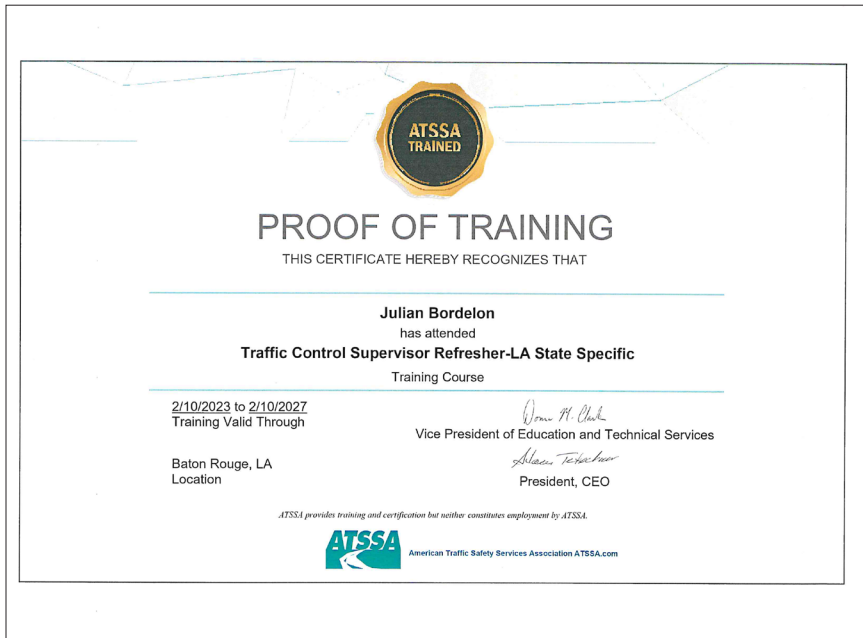 ATSSA
TRAINED
PROOF OF TRAINING
THIS CERTIFICATE HEREBY RECOGNIZES THAT
Julian Bordelon
has attended
Traffic Control Supervisor Refresher-LA State Specific
Training Course
2/10/2023 to 2/10/2027
Training Valid Through
Vice President of Education and Technical Services
Baton Rouge, LA
Location
President, CEO
ATSSA provides training and certification but neither constitutes employment by ATSSA.
ATSSA
American Traffic Safety Services Association ATSSA.com